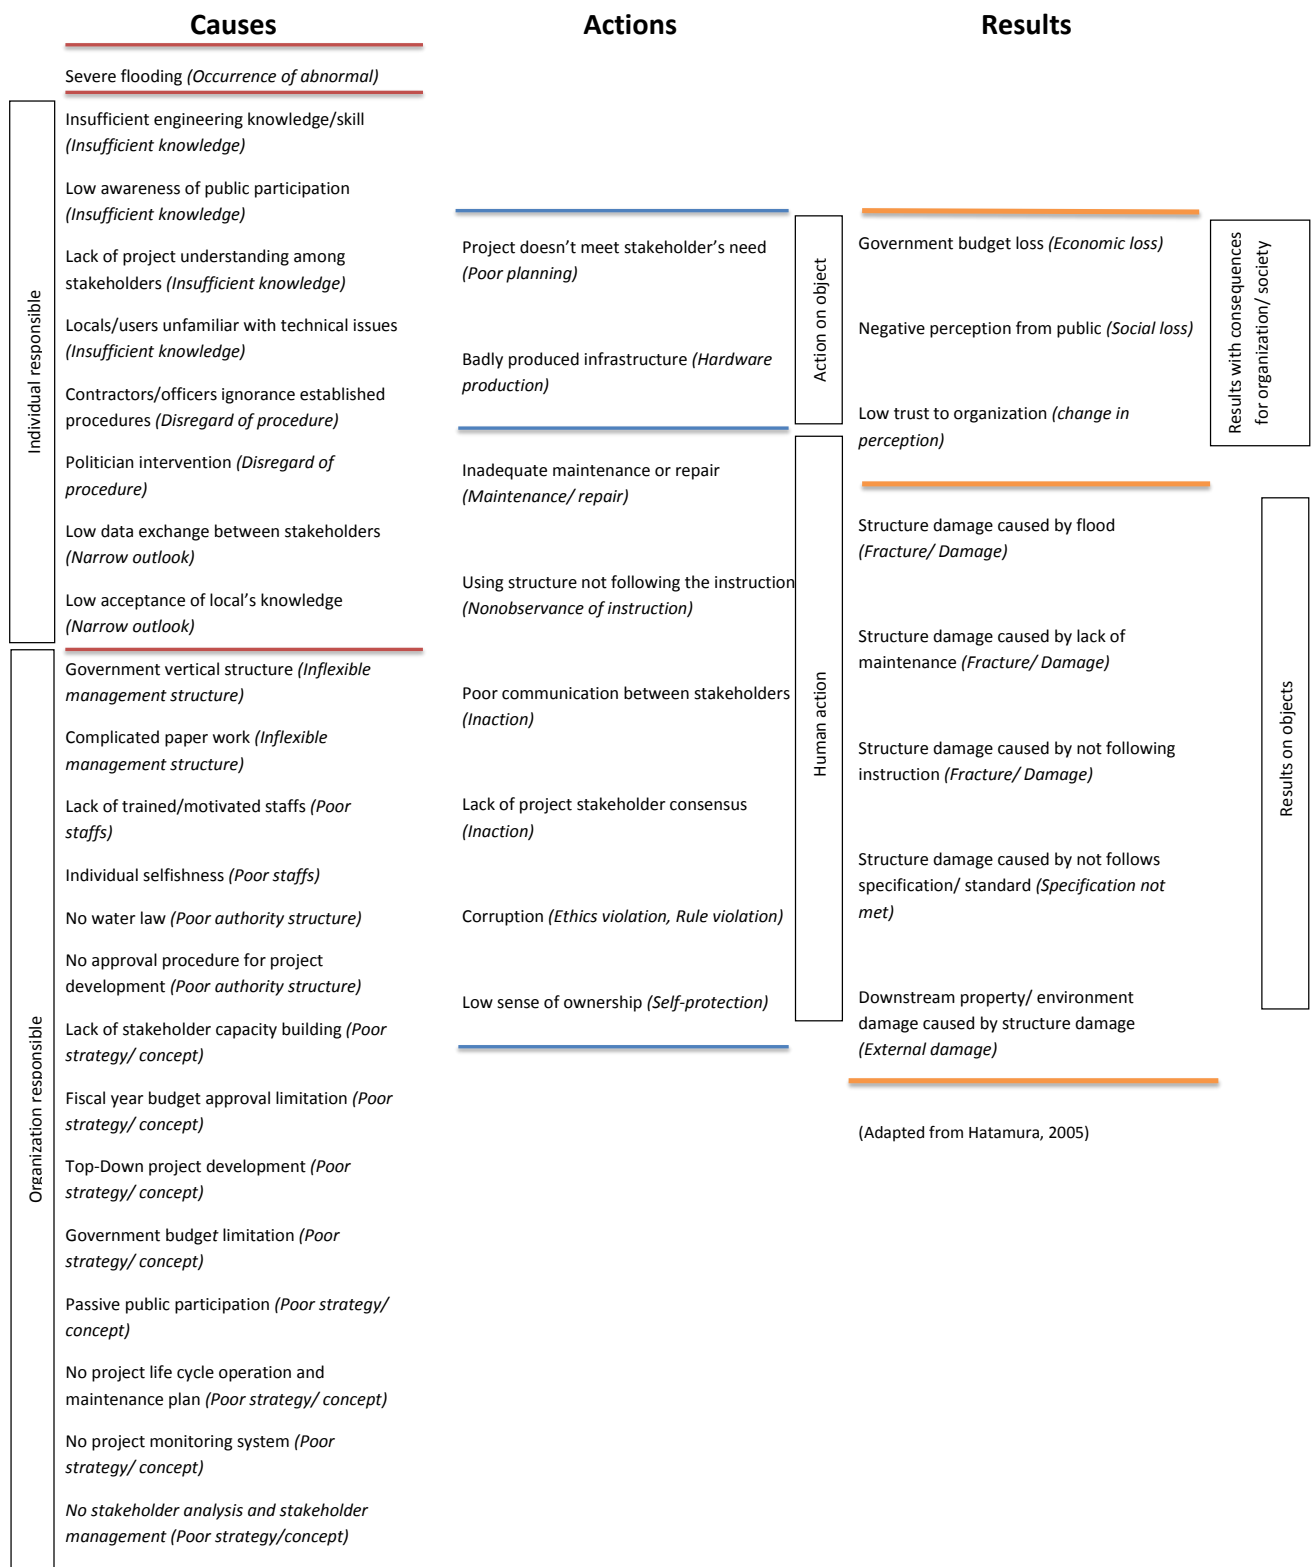 Causes
Severe flooding (Occurrence of abnormal)
Individual responsible
Insufficient engineering knowledge/skill
(Insufficient knowledge)
Low awareness of public participation
(Insufficient knowledge)
Lack of project understanding among
stakeholders (Insufficient knowledge)
Locals/users unfamiliar with technical issues
(Insufficient knowledge)
Contractors/officers ignorance established
procedures (Disregard of procedure)
Politician intervention (Disregard of
procedure)
Low data exchange between stakeholders
(Narrow outlook)
Low acceptance of local’s knowledge
(Narrow outlook)
Organization responsible
Government vertical structure (Inflexible
management structure)
Complicated paper work (Inflexible
management structure)
Lack of trained/motivated staffs (Poor
staffs)
Individual selfishness (Poor staffs)
No water law (Poor authority structure)
No approval procedure for project
development (Poor authority structure)
Lack of stakeholder capacity building (Poor
strategy/ concept)
Fiscal year budget approval limitation (Poor
strategy/ concept)
Top-Down project development (Poor
strategy/ concept)
Government budget limitation (Poor
strategy/ concept)
Passive public participation (Poor strategy/
concept)
No project life cycle operation and
maintenance plan (Poor strategy/ concept)
No project monitoring system (Poor
strategy/ concept)
No stakeholder analysis and stakeholder
management (Poor strategy/concept)
Actions
Project doesn’t meet stakeholder’s need
(Poor planning)
Badly produced infrastructure (Hardware
production)
Action on object
Inadequate maintenance or repair
(Maintenance/ repair)
Using structure not following the instruction
(Nonobservance of instruction)
Poor communication between stakeholders
(Inaction)
Lack of project stakeholder consensus
(Inaction)
Corruption (Ethics violation, Rule violation)
Low sense of ownership (Self-protection)
Human action
Results
Government budget loss (Economic loss)
Negative perception from public (Social loss)
Low trust to organization (change in
perception)
Results with consequences
for organization/ society
Structure damage caused by flood
(Fracture/ Damage)
Structure damage caused by lack of
maintenance (Fracture/ Damage)
Structure damage caused by not following
instruction (Fracture/ Damage)
Structure damage caused by not follows
specification/ standard (Specification not
met)
Downstream property/ environment
damage caused by structure damage
(External damage)
Results on objects
(Adapted from Hatamura, 2005)